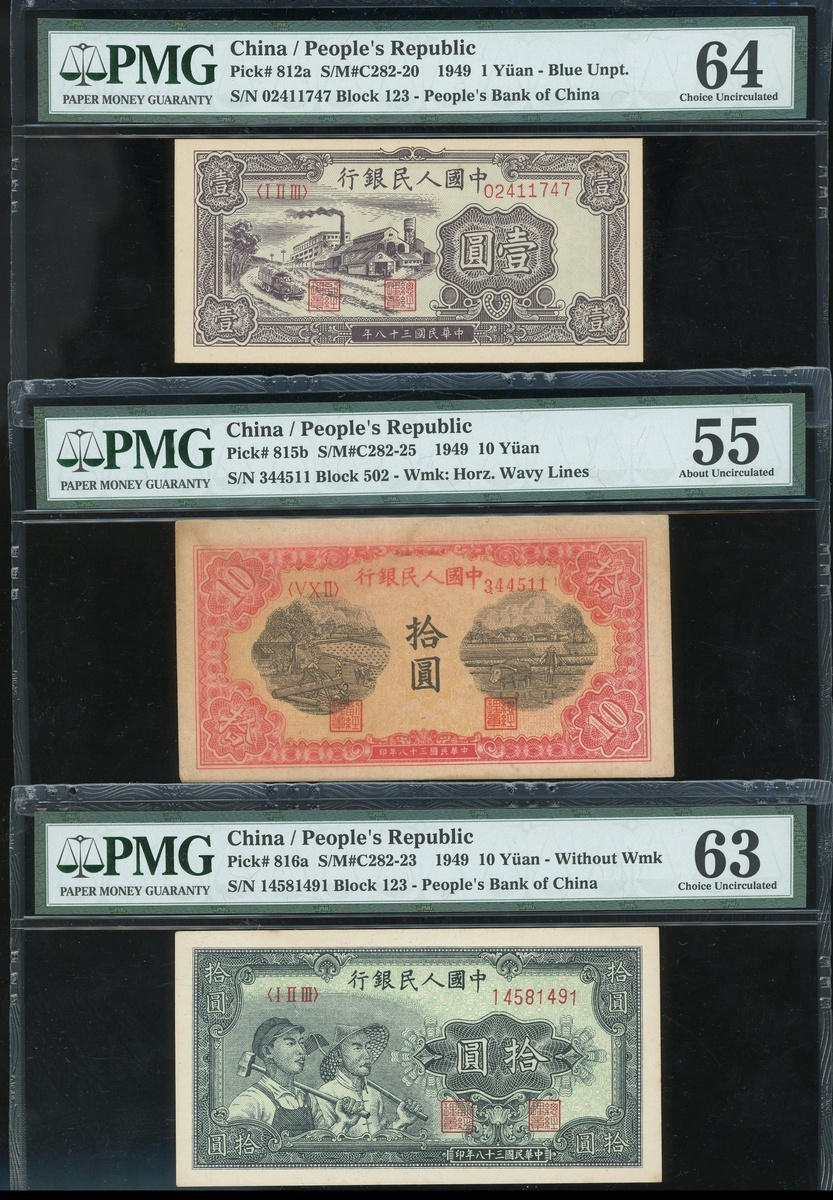 PMG
PAPER MONEY GUARANTY
China / People's Republic
Pick# 812a S/M#C282-20 1949 1 Yüan - Blue Unpt.
S/N 02411747 Block 123 - People's Bank of China
64
Choice Uncirculated
壹
壹
中國人民銀行
〈I II III〉
02411747
壹圓
壹
壹
中華民國三十八年
PMG
PAPER MONEY GUARANTY
China / People's Republic
Pick# 815b S/M#C282-25 1949 10 Yüan
S/N 344511 Block 502 - Wmk: Horz. Wavy Lines
55
About Uncirculated
10
拾
中國人民銀行
〈V X II〉
344511
拾圓
拾
10
中華民國三十八年印
PMG
PAPER MONEY GUARANTY
China / People's Republic
Pick# 816a S/M#C282-23 1949 10 Yüan - Without Wmk
S/N 14581491 Block 123 - People's Bank of China
63
Choice Uncirculated
拾圓
拾圓
中國人民銀行
〈I II III〉
14581491
拾圓
拾圓
拾圓
中華民國三十八年印